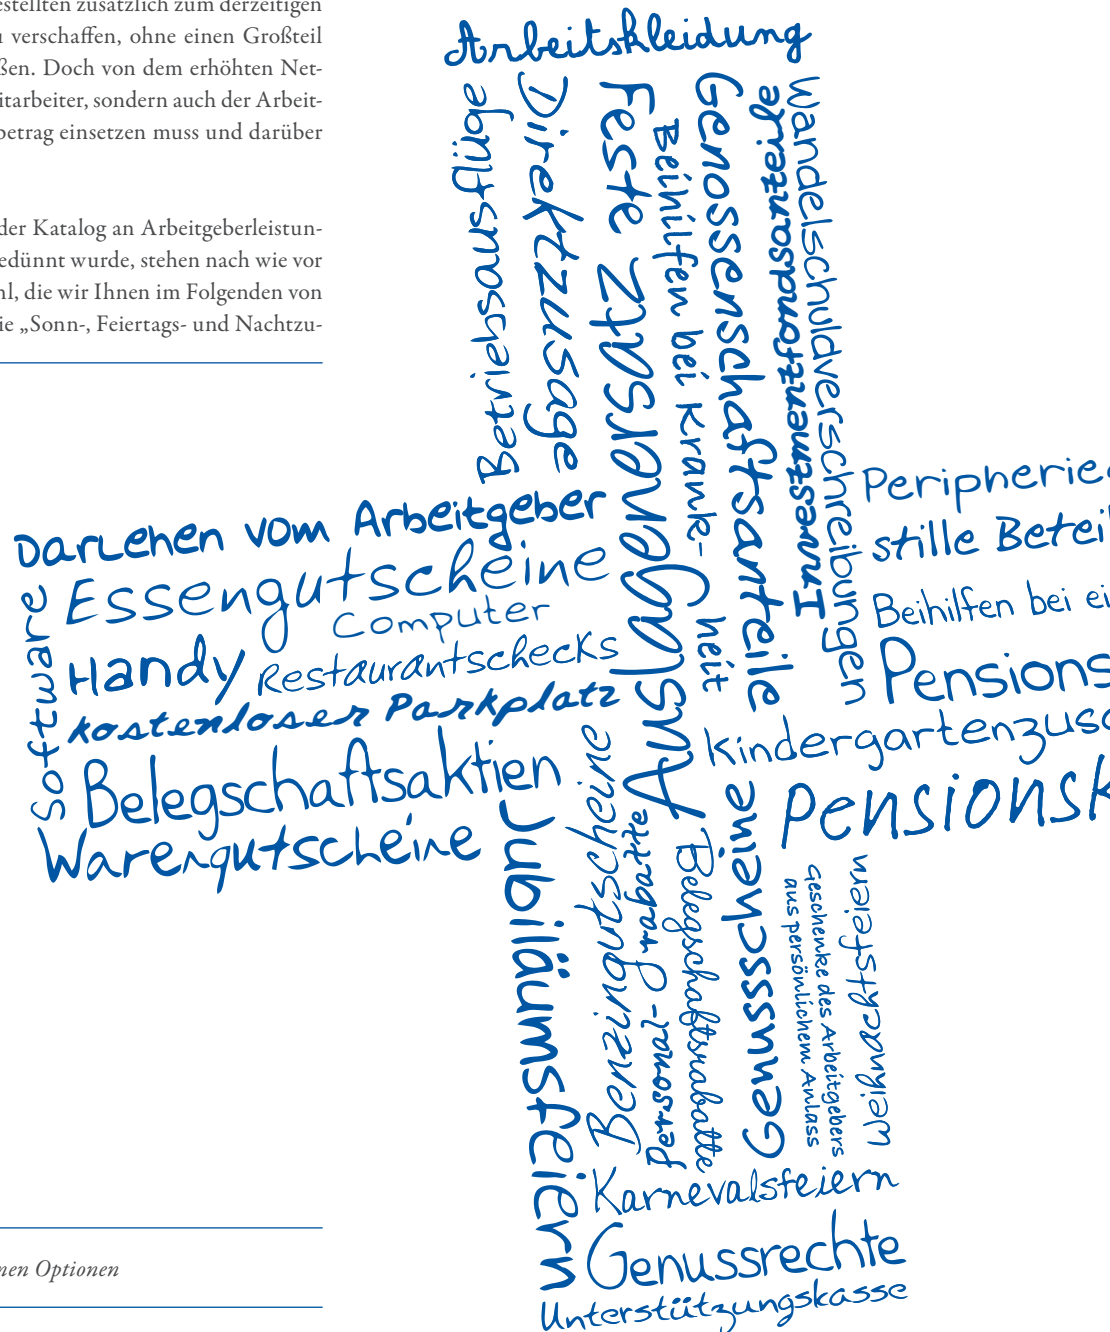 estellten zusätzlich zum derzeitigen
verschaffen, ohne einen Großteil
ßen. Doch von dem erhöhten Net-
itarbeiter, sondern auch der Arbeit-
betrag einsetzen muss und darüber
der Katalog an Arbeitgeberleistun-
edünnt wurde, stehen nach wie vor
hl, die wir Ihnen im Folgenden von
ie „Sonn-, Feiertags- und Nachtzu-
nen Optionen
Arbeitskleidung
Betriebsausflüge
Direktzusage
Feste
Auslagenersatz
Beihilfen bei Krank-
heit
Genossenschaftsanteile
Investmentfondsanteile
Wandelschuldverschreibungen
Darlehen vom Arbeitgeber
Software
Essengutscheine
Computer
Handy
Restaurantschecks
kostenloser Parkplatz
Belegschaftsaktien
Warengutscheine
Peripherie
stille Beteil
Beihilfen bei ei
Pensions
Kindergartenzusc
Pensionsk
Jubiläumsfeiern
Benzingutscheine
Personal-
rabatte
Belegschaftsrabatte
Genussscheine
Geschenke des Arbeitgebers
aus persönlichem Anlass
Weihnachtsfeiern
Karnevalsfeiern
Genussrechte
Unterstützungskasse